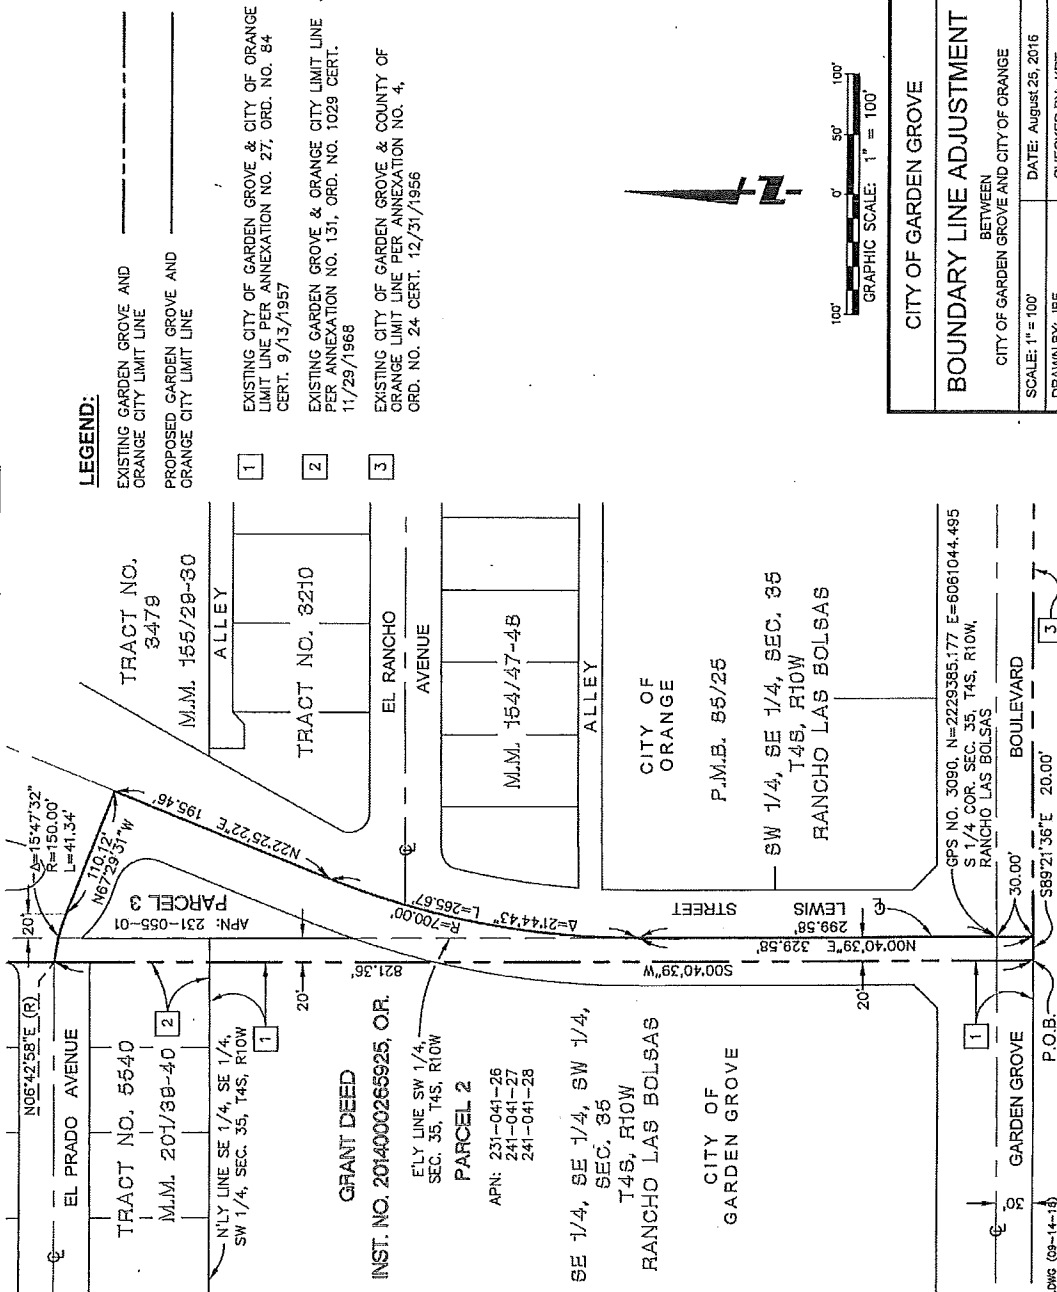 LEGEND:
EXISTING GARDEN GROVE AND
ORANGE CITY LIMIT LINE
PROPOSED GARDEN GROVE AND
ORANGE CITY LIMIT LINE
1
EXISTING CITY OF GARDEN GROVE & CITY OF ORANGE
LIMIT LINE PER ANNEXATION NO. 27, ORD. NO. 84
CERT. 9/13/1957
2
EXISTING GARDEN GROVE & ORANGE CITY LIMIT LINE
PER ANNEXATION NO. 131, ORD. NO. 1029 CERT.
11/29/1968
3
EXISTING CITY OF GARDEN GROVE & COUNTY OF
ORANGE LIMIT LINE PER ANNEXATION NO. 4,
ORD. NO. 24 CERT. 12/31/1956
N
100' 0' 50' 100'
GRAPHIC SCALE: 1" = 100'
CITY OF GARDEN GROVE
BOUNDARY LINE ADJUSTMENT
BETWEEN
CITY OF GARDEN GROVE AND CITY OF ORANGE
SCALE: 1" = 100'
DATE: August 25, 2016
TRACT NO.
3479
M.M. 155/29-30
ALLEY
TRACT NO. 3210
EL RANCHO
AVENUE
℄
M.M. 154/47-48
ALLEY
CITY OF
ORANGE
P.M.B. 85/25
SW 1/4, SE 1/4, SEC. 35
T4S, R10W
RANCHO LAS BOLSAS
GPS NO. 3090, N=2229385.177 E=6061044.495
S 1/4 COR. SEC. 35, T4S, R10W,
RANCHO LAS BOLSAS
BOULEVARD
3
30.00'
S89°21'36"E 20.00'
Δ=15°47'32"
R=150.00'
L=41.34'
110.12'
N67°29'31"W
195.46'
N22°25'22"E
20'
APN: 231-055-01
PARCEL 3
L=265.67'
R=700.00'
Δ=21°44'43"
LEWIS
STREET
℄
299.58'
N00°40'39"E 329.58'
821.36'
S00°40'39"W
20'
20'
N06°42'58"E (R)
EL PRADO AVENUE
℄
TRACT NO. 5540
M.M. 201/39-40
2
N'LY LINE SE 1/4, SE 1/4,
SW 1/4, SEC. 35, T4S, R10W
1
GRANT DEED
INST. NO. 2014000265925, O.R.
E'LY LINE SW 1/4,
SEC. 35, T4S, R10W
PARCEL 2
APN: 231-041-26
241-041-27
241-041-28
SE 1/4, SE 1/4, SW 1/4,
SEC. 35
T4S, R10W
RANCHO LAS BOLSAS
CITY OF
GARDEN GROVE
1
GARDEN GROVE
℄
30'
P.O.B.